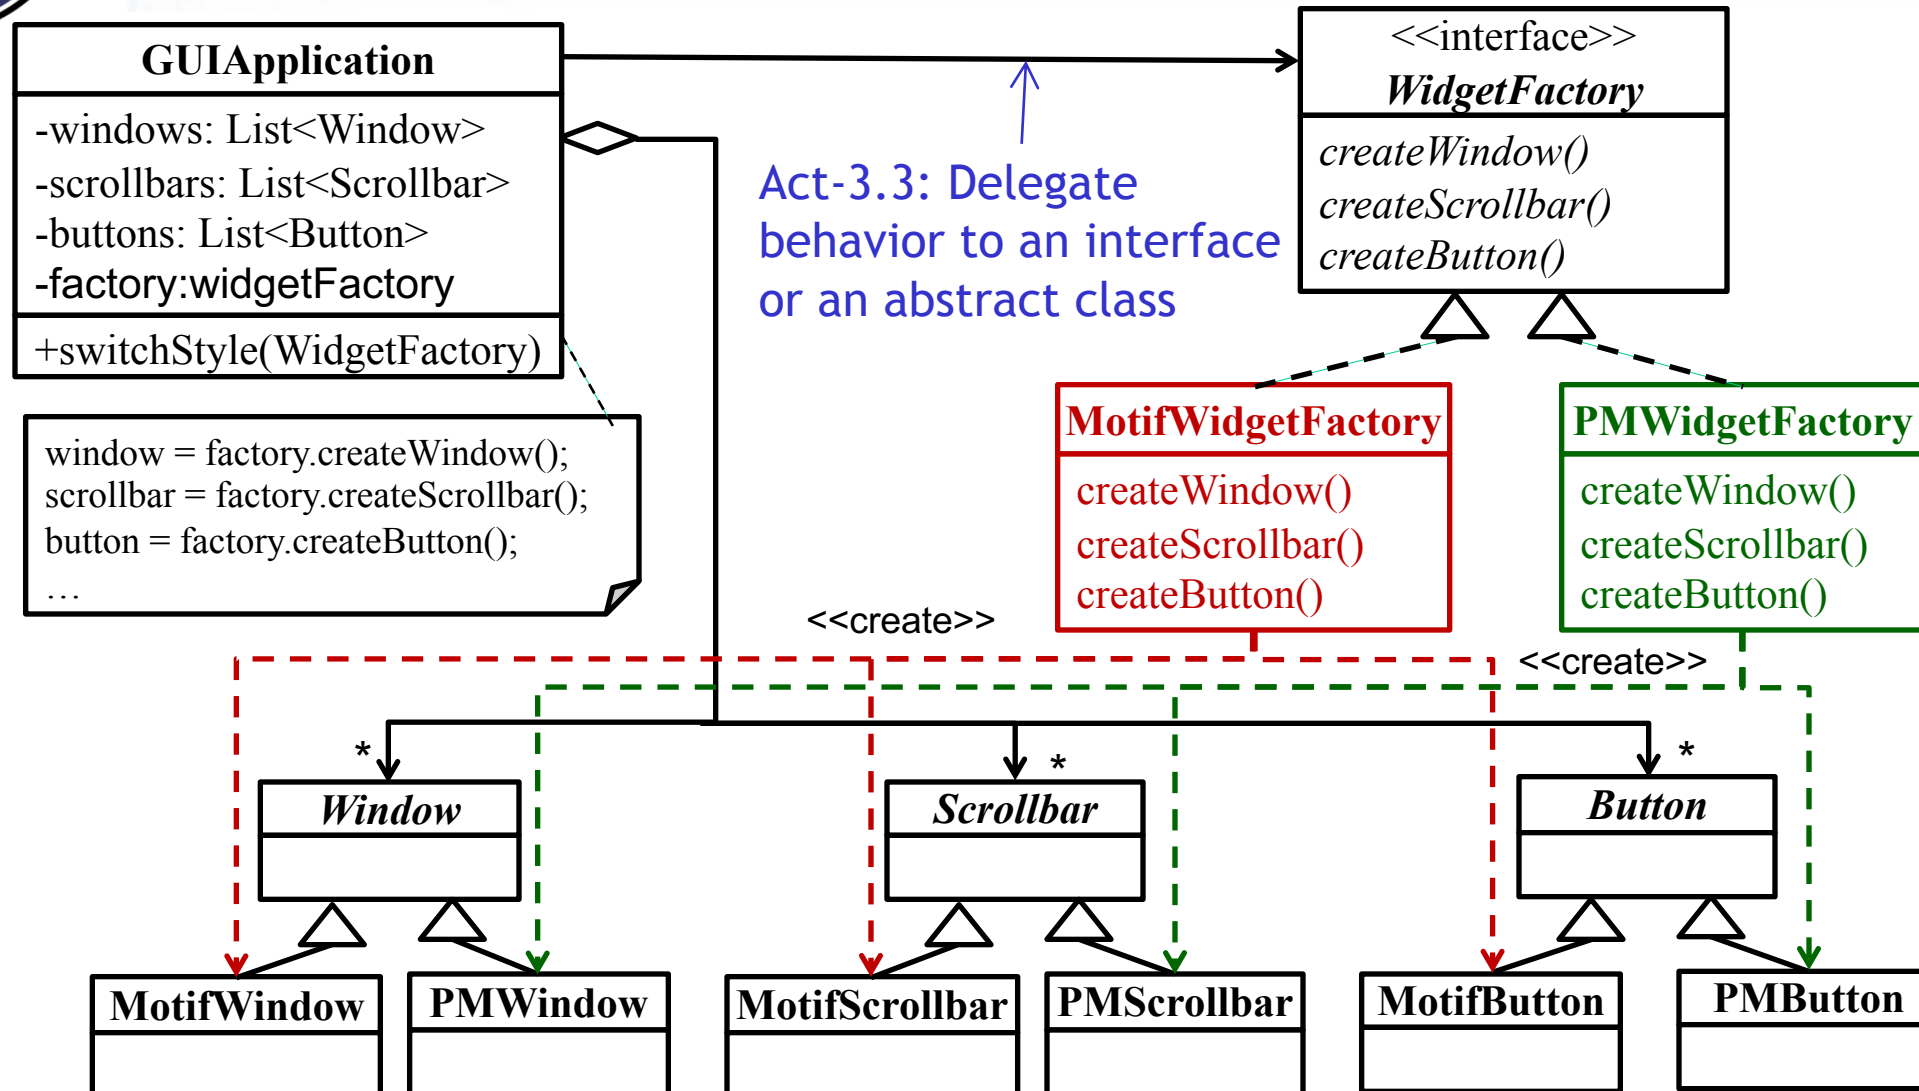 GUIApplication
-windows: List<Window>
-scrollbars: List<Scrollbar>
-buttons: List<Button>
-factory:widgetFactory
+switchStyle(WidgetFactory)
<<interface>>
WidgetFactory
createWindow()
createScrollbar()
createButton()
Act-3.3: Delegate
behavior to an interface
or an abstract class
window = factory.createWindow();
scrollbar = factory.createScrollbar();
button = factory.createButton();
…
MotifWidgetFactory
createWindow()
createScrollbar()
createButton()
PMWidgetFactory
createWindow()
createScrollbar()
createButton()
<<create>>
<<create>>
*
*
*
Window
Scrollbar
Button
MotifWindow
PMWindow
MotifScrollbar
PMScrollbar
MotifButton
PMButton